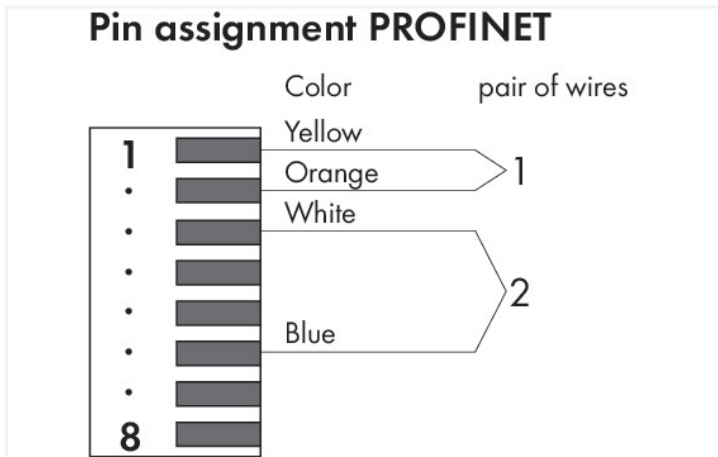 Pin assignment PROFINET
Color pair of wires
Yellow
1
Orange
1
White
2
Blue
8